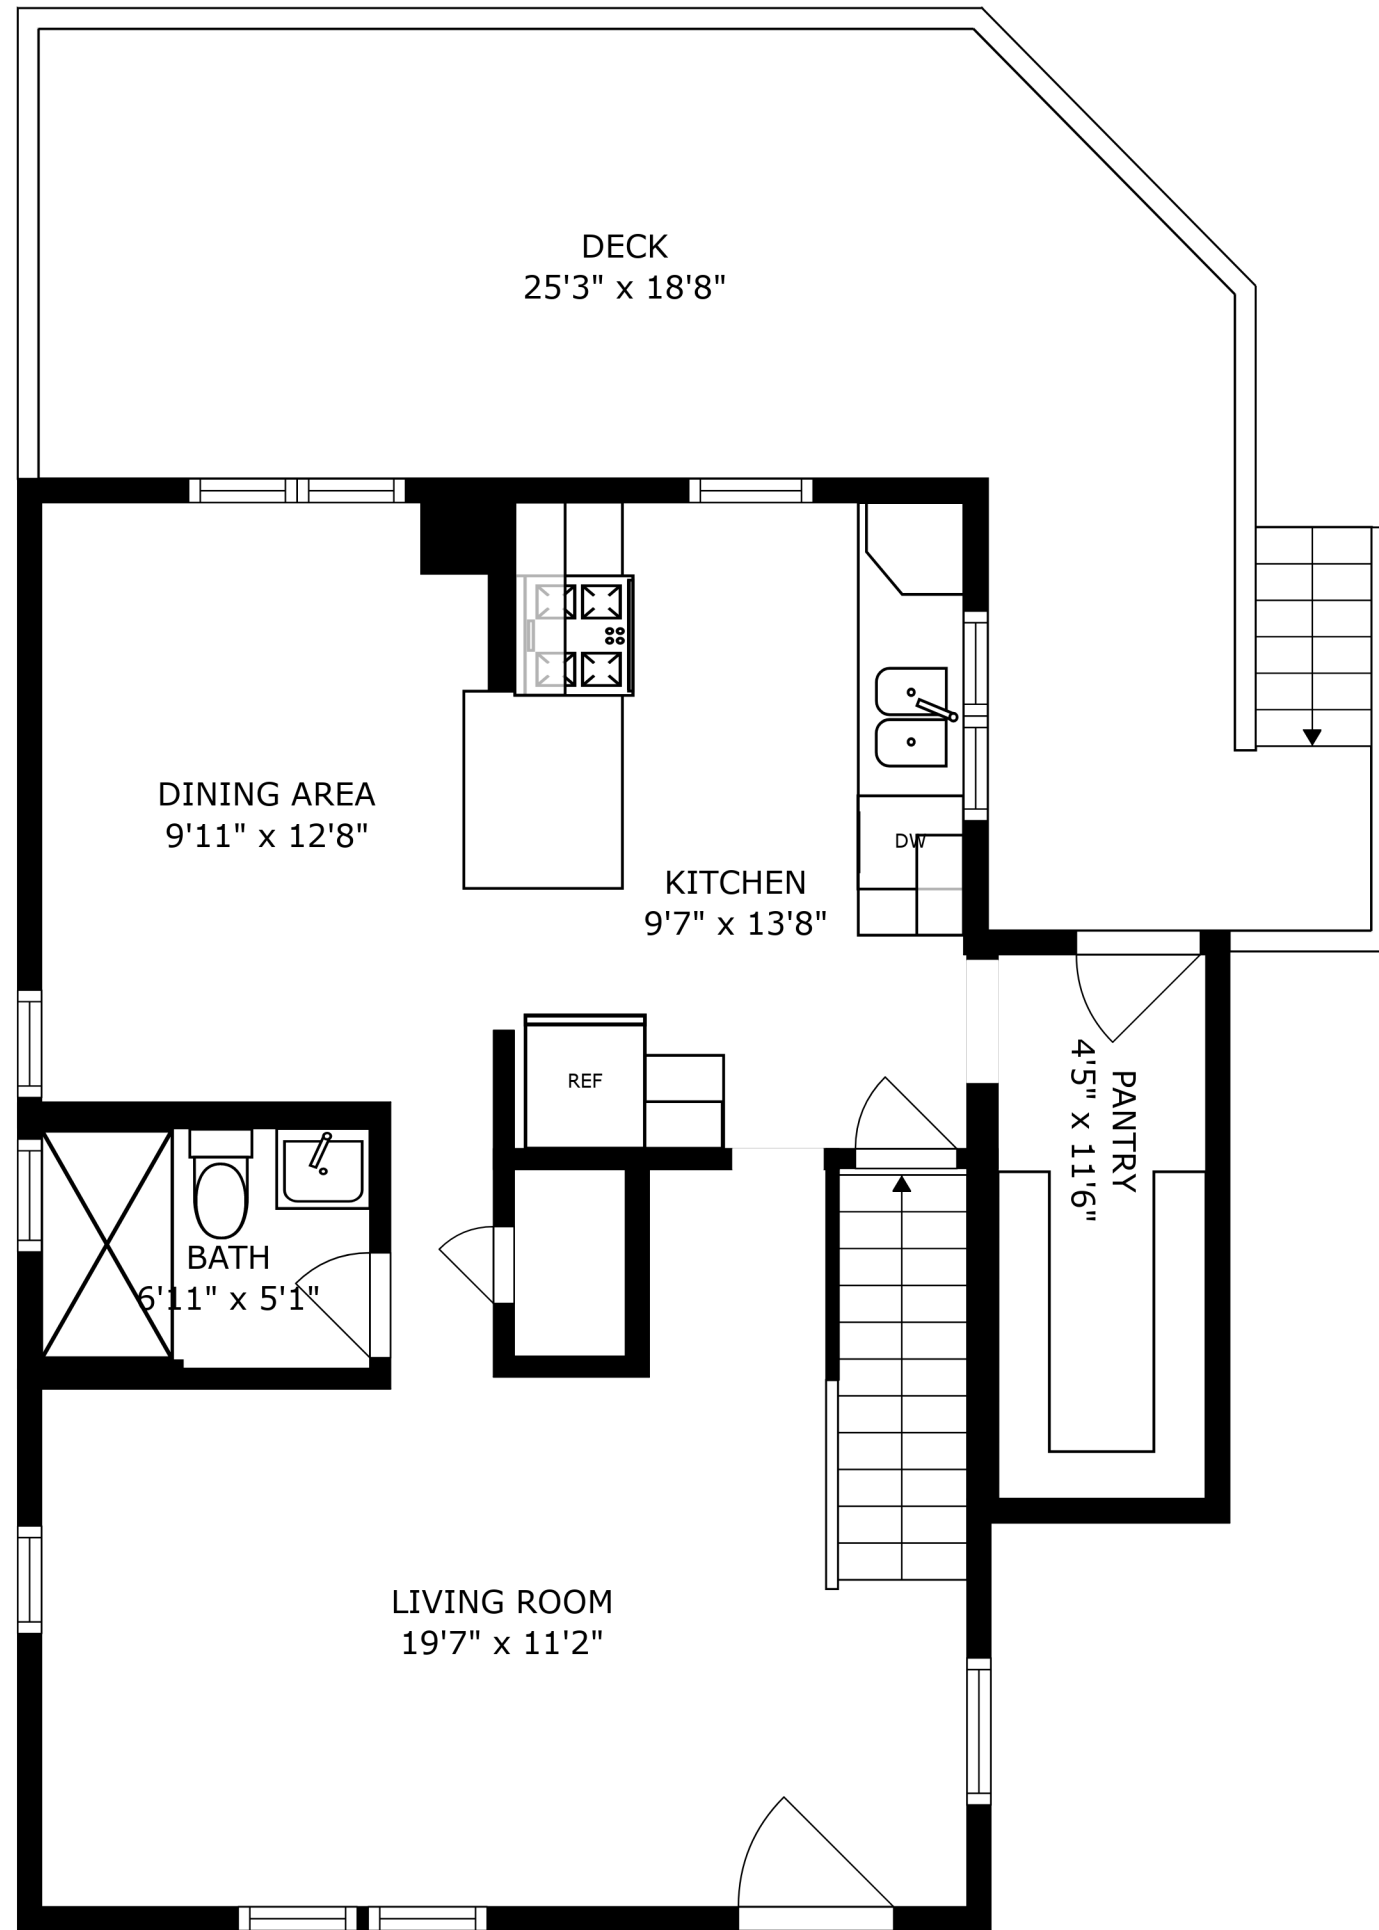 DECK
25'3" x 18'8"
DINING AREA
9'11" x 12'8"
KITCHEN
9'7" x 13'8"
DW
REF
PANTRY
4'5" x 11'6"
BATH
6'11" x 5'1"
LIVING ROOM
19'7" x 11'2"